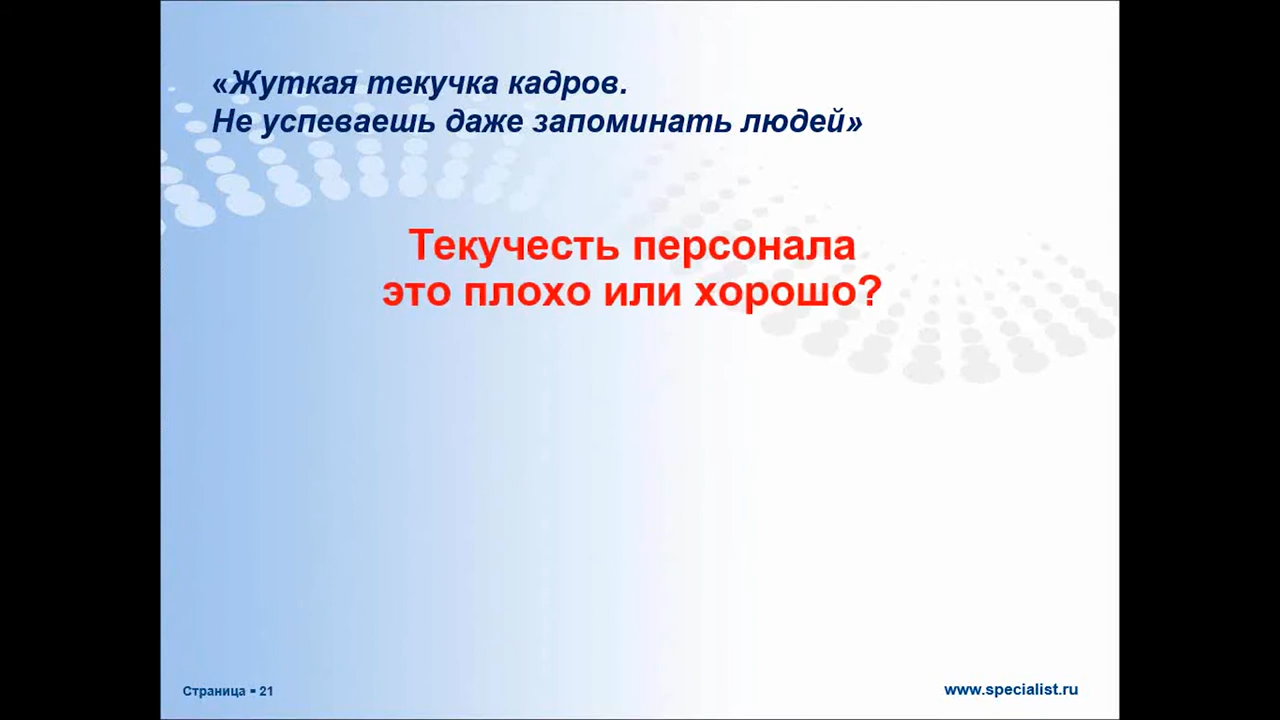 «Жуткая текучка кадров.
Не успеваешь даже запоминать людей»
Текучесть персонала
это плохо или хорошо?
Страница ▪ 21
www.specialist.ru